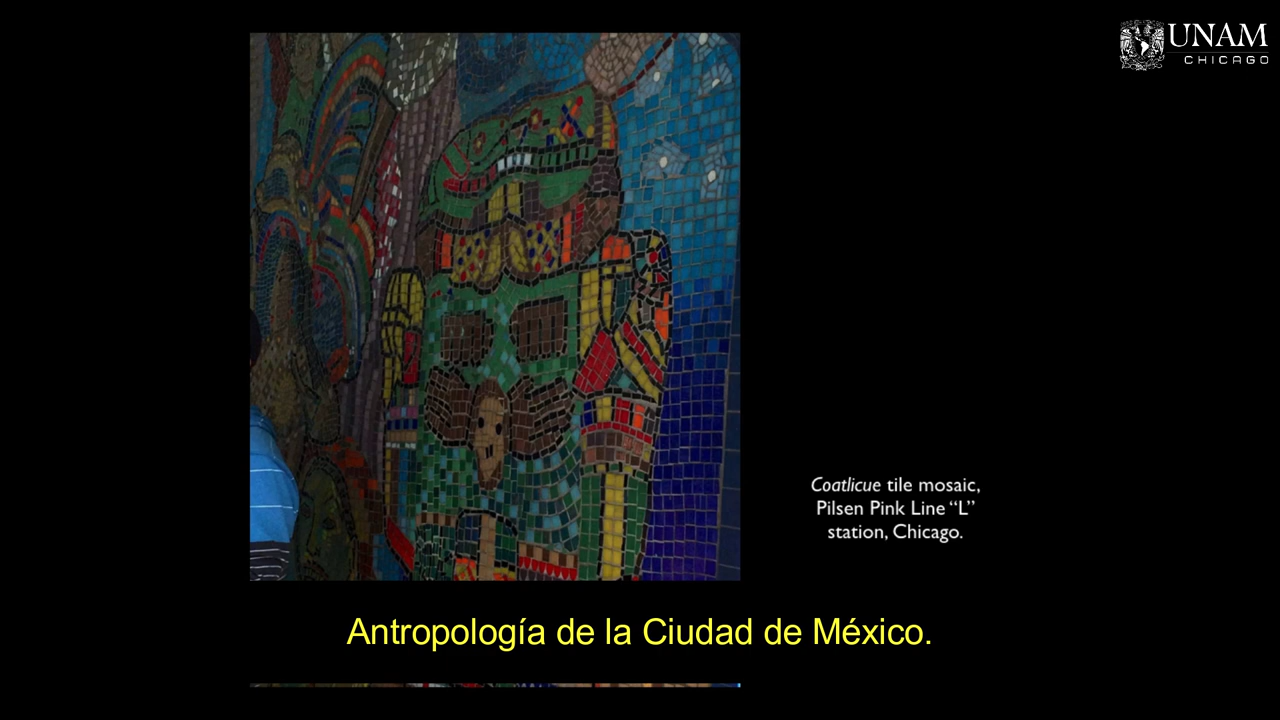 UNAM
CHICAGO
Coatlicue tile mosaic,
Pilsen Pink Line “L”
station, Chicago.
Antropología de la Ciudad de México.